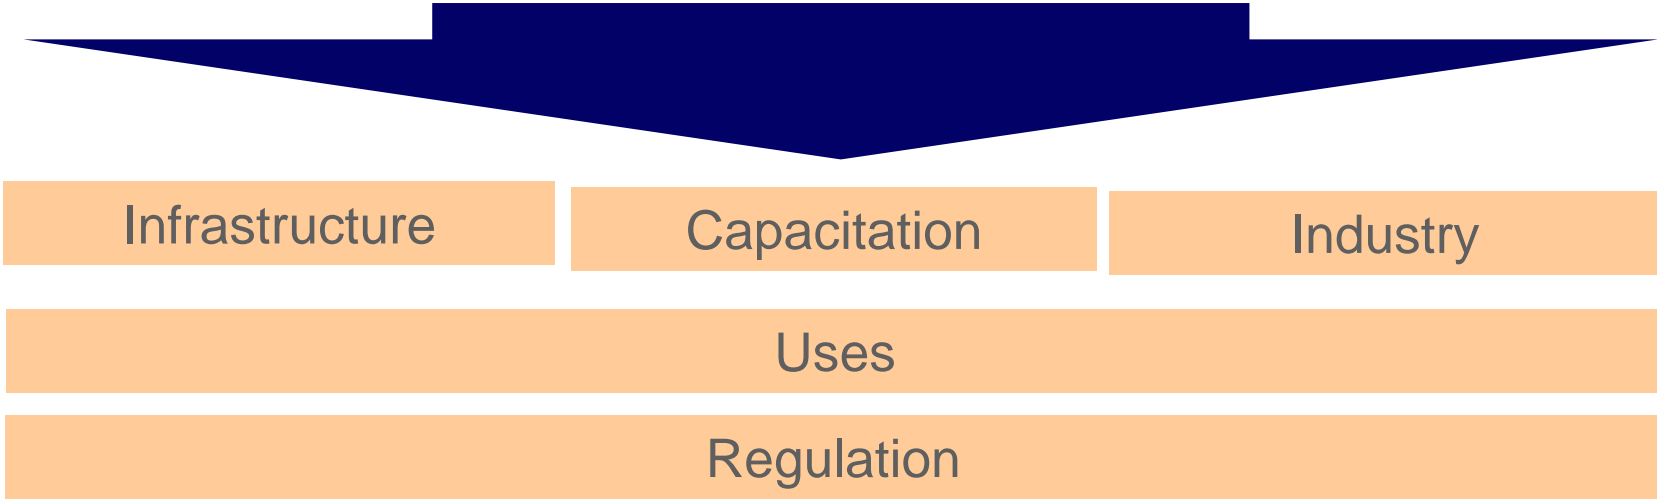 Infrastructure
Capacitation
Industry
Uses
Regulation